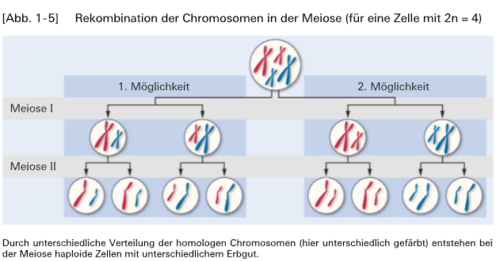 [Abb. 1-5] Rekombination der Chromosomen in der Meiose (für eine Zelle mit 2n = 4)
1. Möglichkeit 2. Möglichkeit
Meiose I
Meiose II
Durch unterschiedliche Verteilung der homologen Chromosomen (hier unterschiedlich gefärbt) entstehen bei
der Meiose haploide Zellen mit unterschiedlichem Erbgut.